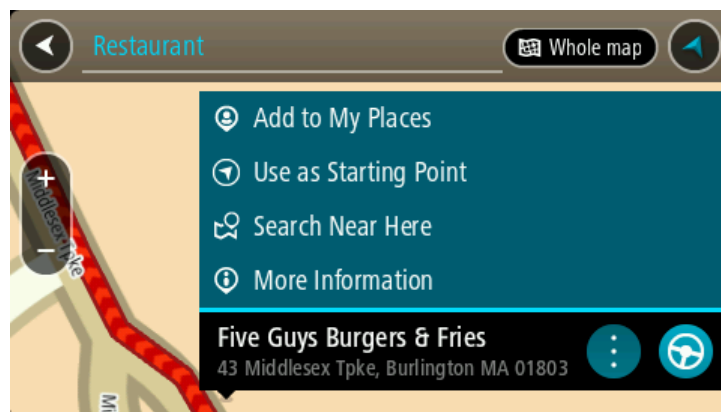 Restaurant
Whole map
Add to My Places
Use as Starting Point
Search Near Here
More Information
+
Middlesex Tpke
−
Five Guys Burgers & Fries
43 Middlesex Tpke, Burlington MA 01803
Mi